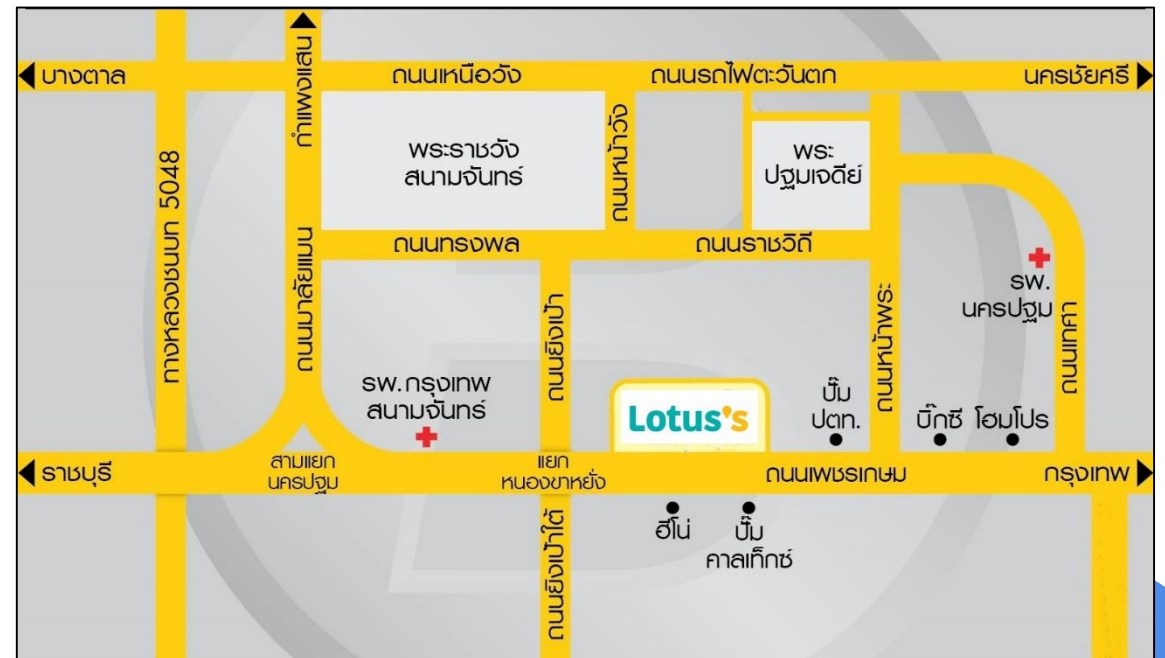 บางตาล
กำแพงแสน
ถนนเหนือวัง
ถนนรถไฟตะวันตก
นครชัยศรี
พระราชวัง
สนามจันทร์
ถนนหน้าวัง
พระ
ปฐมเจดีย์
ทางหลวงชนบท 5048
ถนนมาลัยแมน
ถนนทรงพล
ถนนราชวิถี
รพ.
นครปฐม
ถนนยิงเป้า
ถนนหน้าพระ
ถนนเทศา
รพ.กรุงเทพ
สนามจันทร์
Lotus's
ปั๊ม
ปตท.
บิ๊กซี
โฮมโปร
ราชบุรี
สามแยก
นครปฐม
แยก
หนองขาหยั่ง
ถนนเพชรเกษม
กรุงเทพ
ถนนยิงเป้าใต้
ฮีโน่
ปั๊ม
คาลเท็กซ์